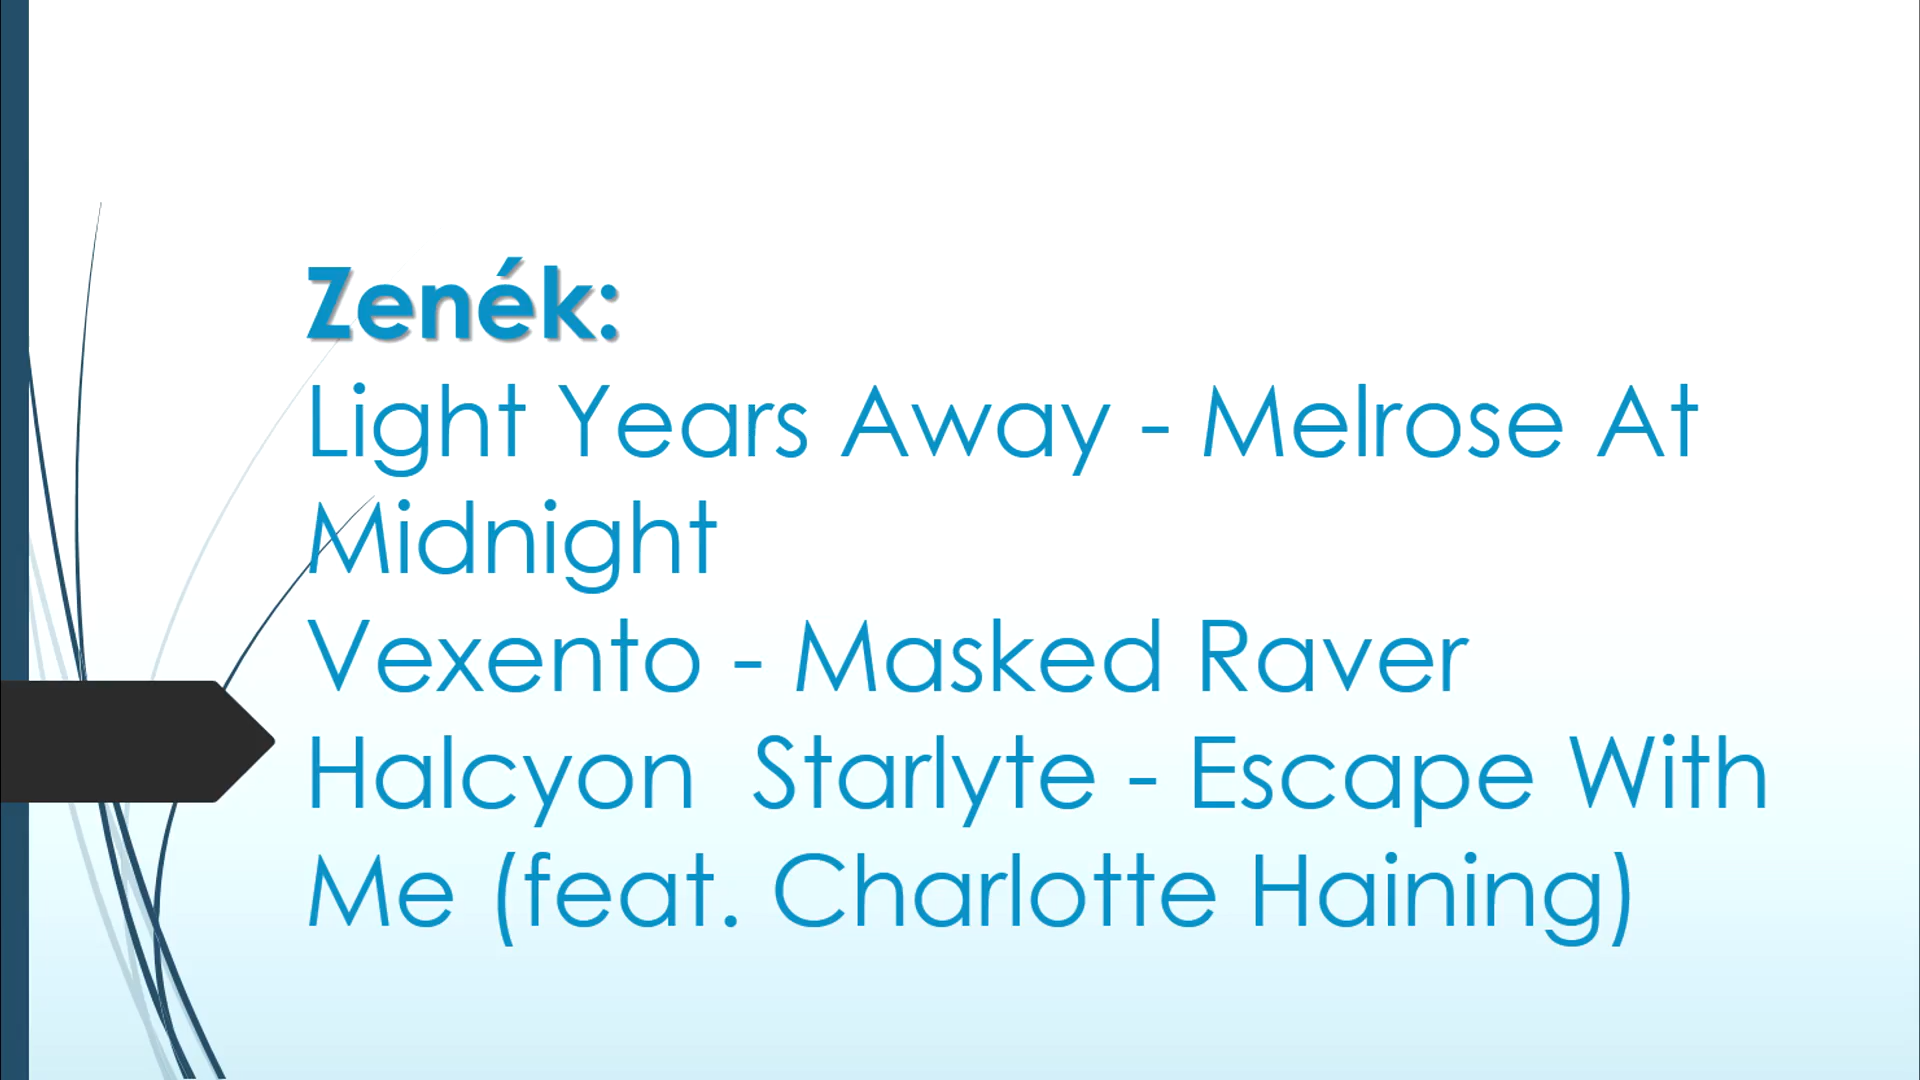 Zenék:
Light Years Away - Melrose At
Midnight
Vexento - Masked Raver
Halcyon  Starlyte - Escape With
Me (feat. Charlotte Haining)